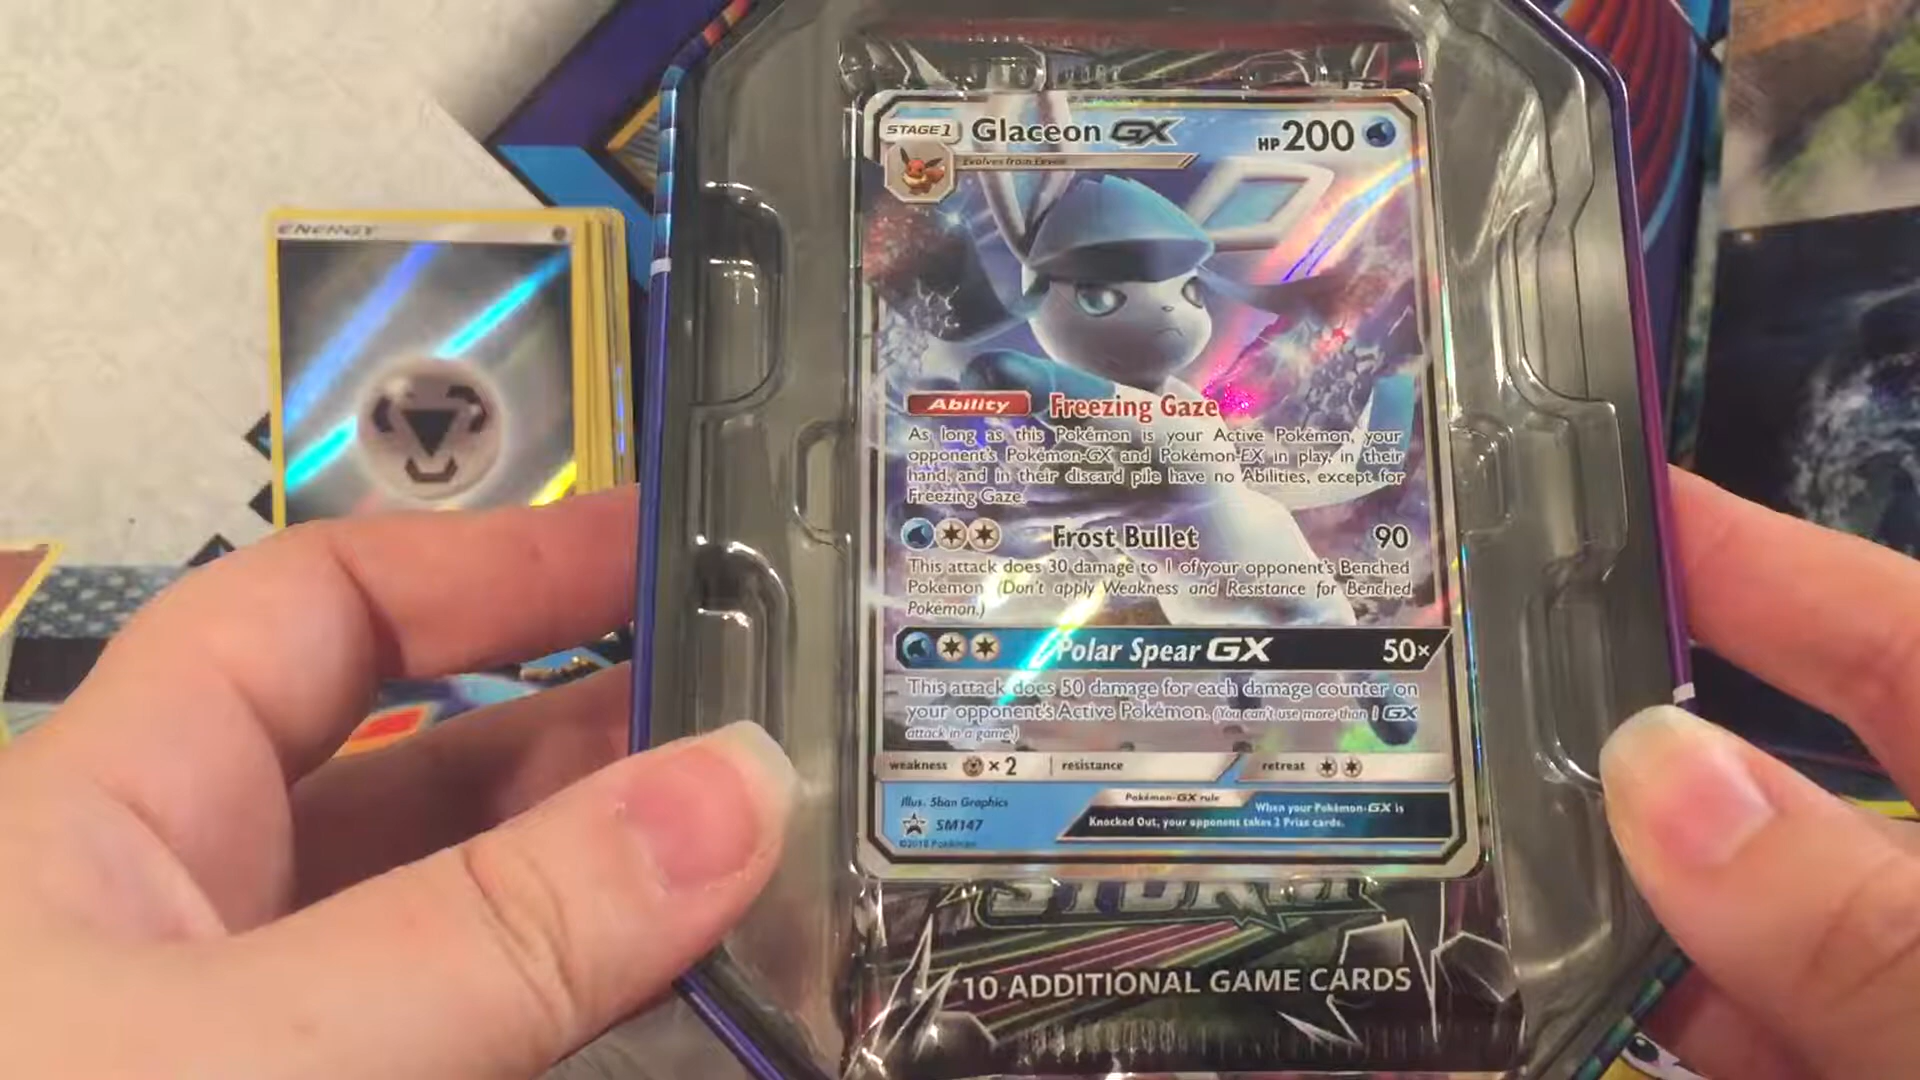 ENERGY
STAGE1 Glaceon GX HP200
Evolves from Eevee
Ability Freezing Gaze
As long as this Pokémon is your Active Pokémon, your
opponent's Pokémon-GX and Pokémon-EX in play, in their
hand, and in their discard pile have no Abilities, except for
Freezing Gaze.
Frost Bullet 90
This attack does 30 damage to 1 of your opponent's Benched
Pokémon. (Don't apply Weakness and Resistance for Benched
Pokémon.)
Polar Spear GX 50×
This attack does 50 damage for each damage counter on
your opponent's Active Pokémon. (You can't use more than 1 GX
attack in a game.)
weakness ×2 resistance retreat
Illus. 5ban Graphics
Pokémon-GX rule
When your Pokémon-GX is
Knocked Out, your opponent takes 2 Prize cards.
SM147
©2018 Pokémon
STORM
10 ADDITIONAL GAME CARDS